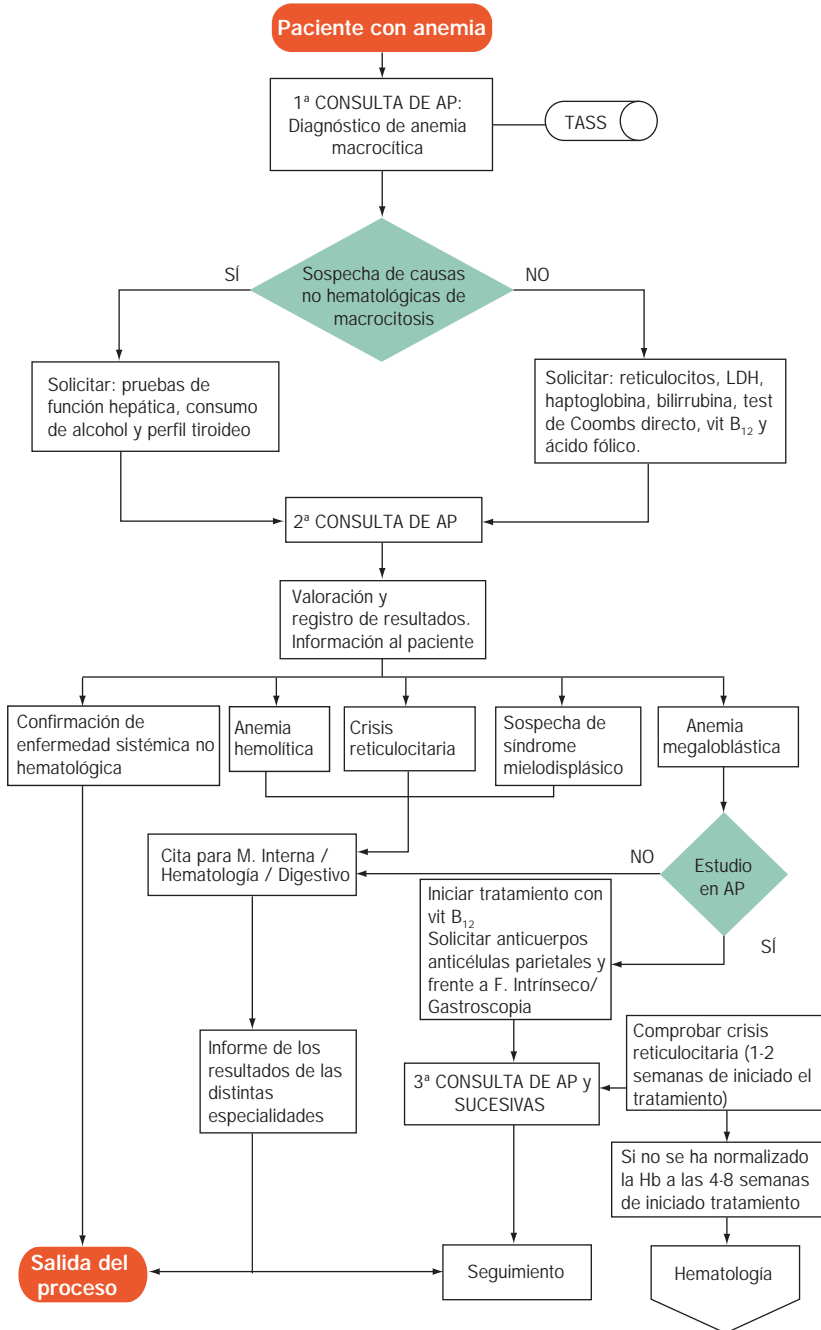 Paciente con anemia
1ª CONSULTA DE AP:
Diagnóstico de anemia
macrocítica
TASS
SÍ
Sospecha de causas
no hematológicas de
macrocitosis
NO
Solicitar: pruebas de
función hepática, consumo
de alcohol y perfil tiroideo
Solicitar: reticulocitos, LDH,
haptoglobina, bilirrubina, test
de Coombs directo, vit B₁₂ y
ácido fólico.
2ª CONSULTA DE AP
Valoración y
registro de resultados.
Información al paciente
Confirmación de
enfermedad sistémica no
hematológica
Anemia
hemolítica
Crisis
reticulocitaria
Sospecha de
síndrome
mielodisplásico
Anemia
megaloblástica
Cita para M. Interna /
Hematología / Digestivo
NO
Estudio
en AP
SÍ
Iniciar tratamiento con
vit B₁₂
Solicitar anticuerpos
anticélulas parietales y
frente a F. Intrínseco/
Gastroscopia
Informe de los
resultados de las
distintas
especialidades
3ª CONSULTA DE AP y
SUCESIVAS
Comprobar crisis
reticulocitaria (1-2
semanas de iniciado el
tratamiento)
Si no se ha normalizado
la Hb a las 4-8 semanas
de iniciado tratamiento
Salida del
proceso
Seguimiento
Hematología